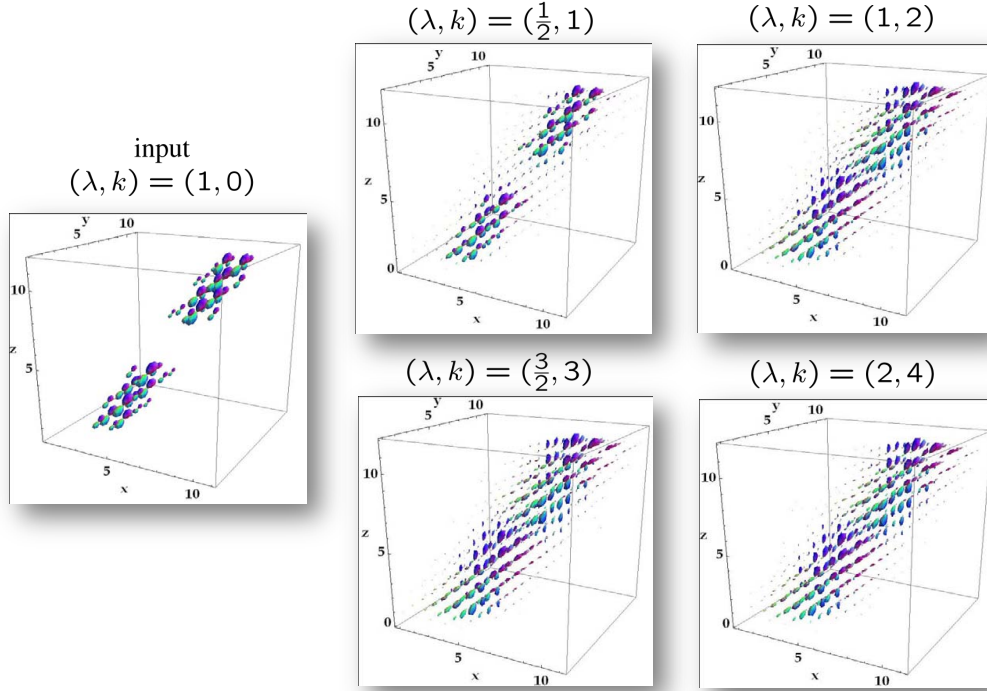 input
(λ, k) = (1, 0)
y
5
10
10
z
5
5
x
10
(λ, k) = (1/2, 1)
y
5
10
10
z
5
0
5
x
10
(λ, k) = (1, 2)
y
5
10
10
z
5
0
5
x
10
(λ, k) = (3/2, 3)
y
5
10
10
z
5
0
5
x
10
(λ, k) = (2, 4)
y
5
10
10
z
5
0
5
x
10